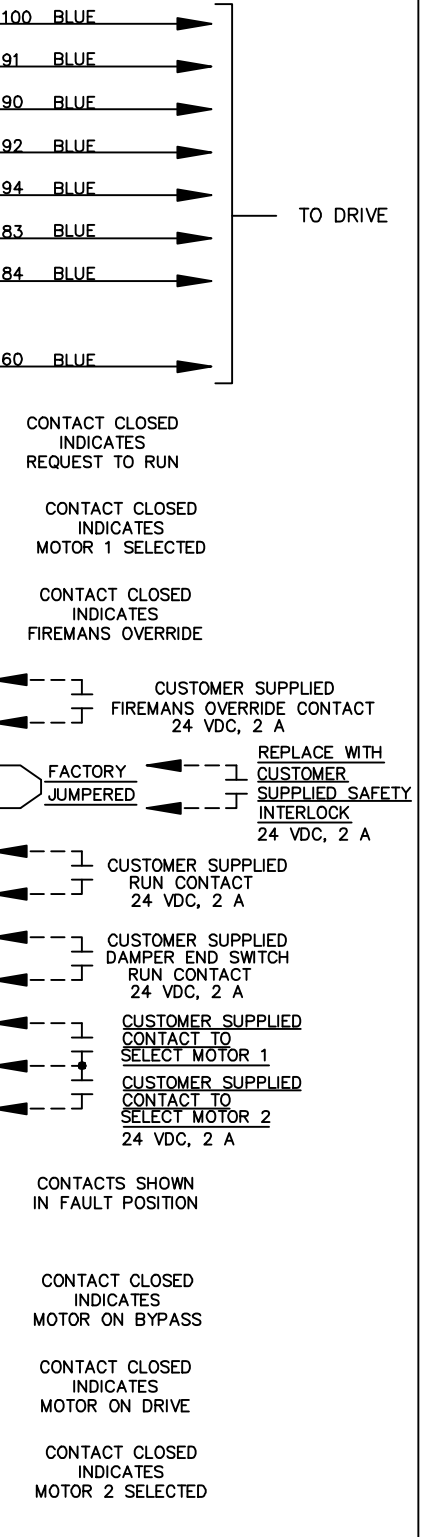 100 BLUE
91 BLUE
90 BLUE
92 BLUE
94 BLUE
TO DRIVE
83 BLUE
84 BLUE
60 BLUE
CONTACT CLOSED
INDICATES
REQUEST TO RUN
CONTACT CLOSED
INDICATES
MOTOR 1 SELECTED
CONTACT CLOSED
INDICATES
FIREMANS OVERRIDE
CUSTOMER SUPPLIED
FIREMANS OVERRIDE CONTACT
24 VDC, 2 A
FACTORY
JUMPERED
REPLACE WITH
CUSTOMER
SUPPLIED SAFETY
INTERLOCK
24 VDC, 2 A
CUSTOMER SUPPLIED
RUN CONTACT
24 VDC, 2 A
CUSTOMER SUPPLIED
DAMPER END SWITCH
RUN CONTACT
24 VDC, 2 A
CUSTOMER SUPPLIED
CONTACT TO
SELECT MOTOR 1
CUSTOMER SUPPLIED
CONTACT TO
SELECT MOTOR 2
24 VDC, 2 A
CONTACTS SHOWN
IN FAULT POSITION
CONTACT CLOSED
INDICATES
MOTOR ON BYPASS
CONTACT CLOSED
INDICATES
MOTOR ON DRIVE
CONTACT CLOSED
INDICATES
MOTOR 2 SELECTED